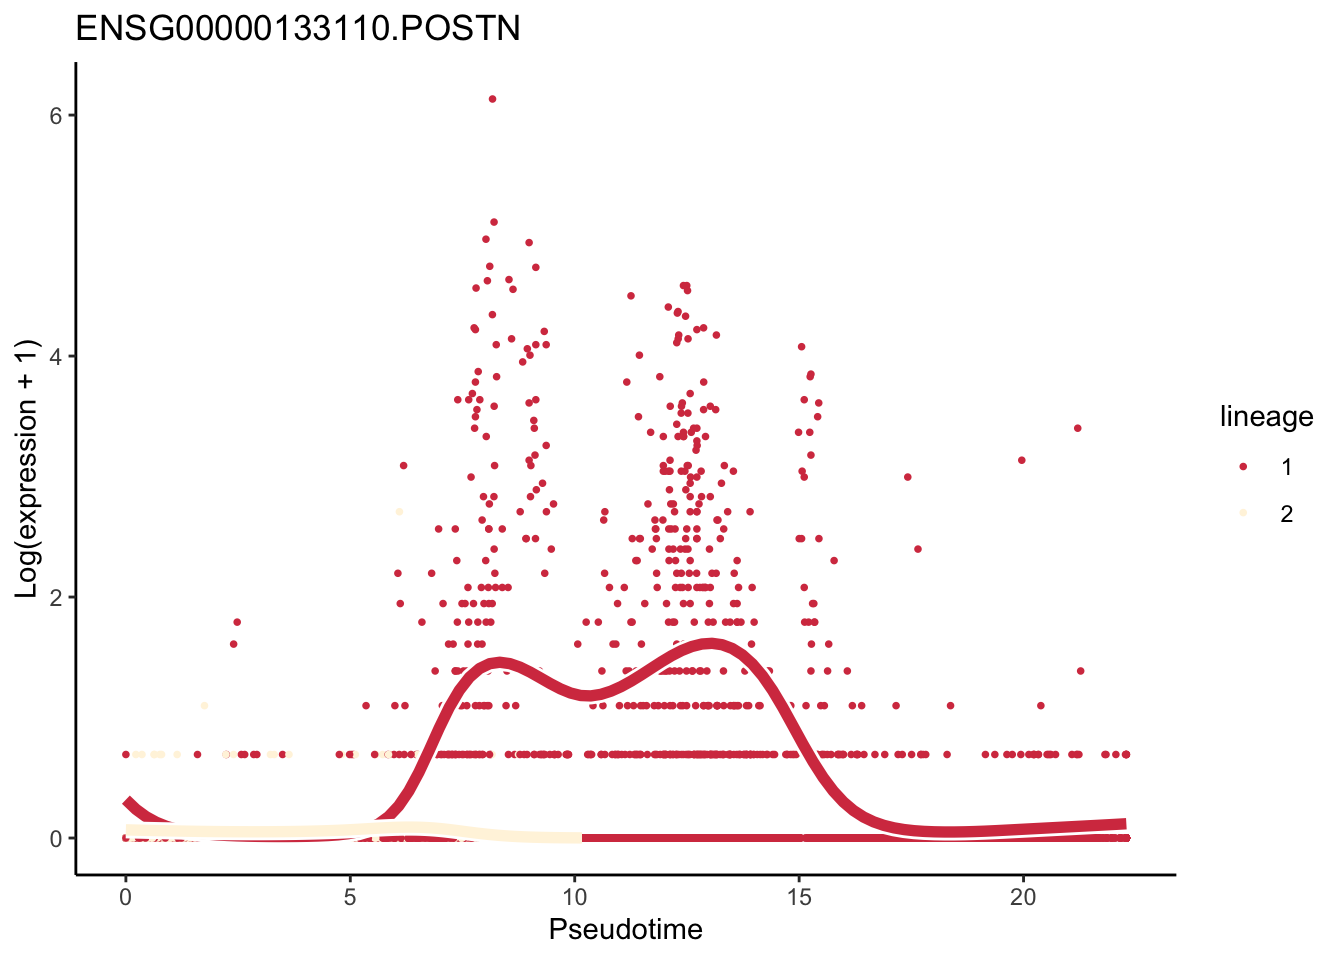 ENSG00000133110.POSTN
Log(expression + 1)
6
4
2
0
0 5 10 15 20
Pseudotime
lineage
1
2